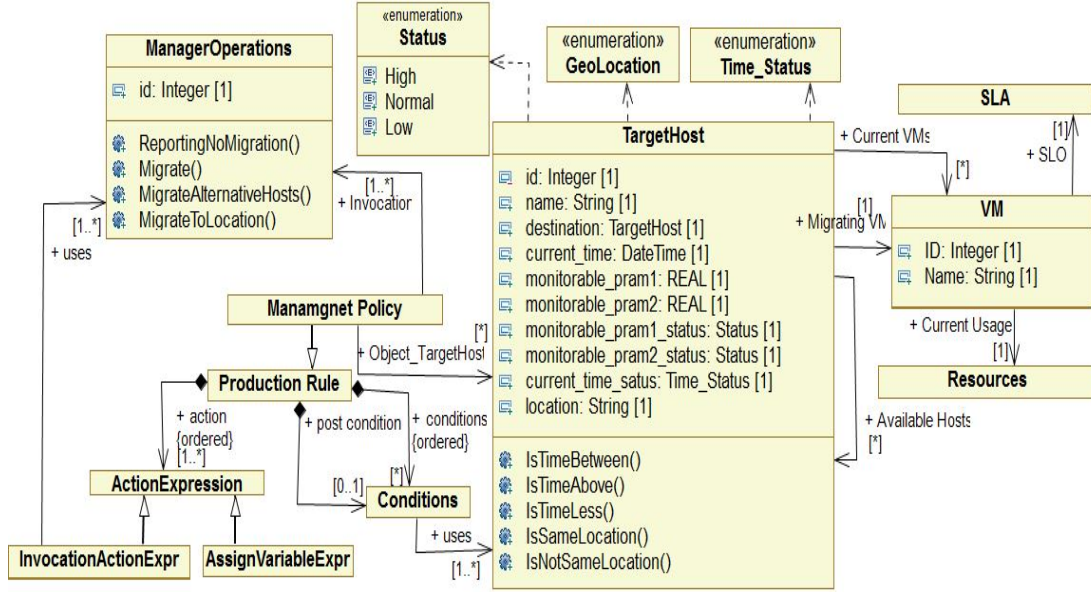 «enumeration»
Status
High
Normal
Low
ManagerOperations
id: Integer [1]
ReportingNoMigration()
Migrate()
MigrateAlternativeHosts()
MigrateToLocation()
«enumeration»
GeoLocation
«enumeration»
Time_Status
SLA
[1]
+ SLO
TargetHost
id: Integer [1]
name: String [1]
destination: TargetHost [1]
current_time: DateTime [1]
monitorable_pram1: REAL [1]
monitorable_pram2: REAL [1]
monitorable_pram1_status: Status [1]
monitorable_pram2_status: Status [1]
current_time_satus: Time_Status [1]
location: String [1]
IsTimeBetween()
IsTimeAbove()
IsTimeLess()
IsSameLocation()
IsNotSameLocation()
+ Current VMs
[*]
[1]
+ Migrating VM
VM
ID: Integer [1]
Name: String [1]
+ Current Usage
[1]
Resources
+ Available Hosts
[*]
[1..*]
+ uses
[1..*]
+ Invocatior
Manamgnet Policy
[*]
+ Object_TargetHost
Production Rule
+ action
{ordered}
[1..*]
+ post condition
[0..1]
+ conditions
{ordered}
[*]
ActionExpression
Conditions
+ uses
[1..*]
InvocationActionExpr
AssignVariableExpr